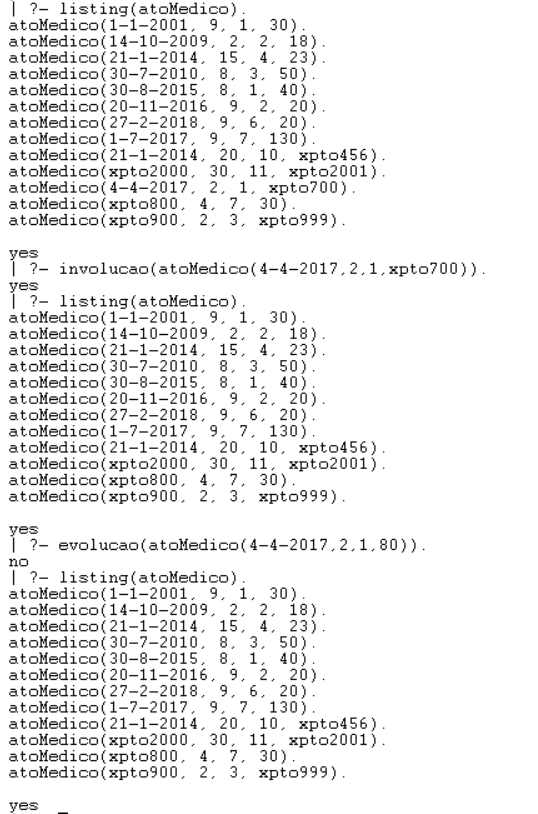 | ?- listing(atoMedico).
atoMedico(1-1-2001, 9, 1, 30).
atoMedico(14-10-2009, 2, 2, 18).
atoMedico(21-1-2014, 15, 4, 23).
atoMedico(30-7-2010, 8, 3, 50).
atoMedico(30-8-2015, 8, 1, 40).
atoMedico(20-11-2016, 9, 2, 20).
atoMedico(27-2-2018, 9, 6, 20).
atoMedico(1-7-2017, 9, 7, 130).
atoMedico(21-1-2014, 20, 10, xpto456).
atoMedico(xpto2000, 30, 11, xpto2001).
atoMedico(4-4-2017, 2, 1, xpto700).
atoMedico(xpto800, 4, 7, 30).
atoMedico(xpto900, 2, 3, xpto999).
yes
| ?- involucao(atoMedico(4-4-2017,2,1,xpto700)).
yes
| ?- listing(atoMedico).
atoMedico(1-1-2001, 9, 1, 30).
atoMedico(14-10-2009, 2, 2, 18).
atoMedico(21-1-2014, 15, 4, 23).
atoMedico(30-7-2010, 8, 3, 50).
atoMedico(30-8-2015, 8, 1, 40).
atoMedico(20-11-2016, 9, 2, 20).
atoMedico(27-2-2018, 9, 6, 20).
atoMedico(1-7-2017, 9, 7, 130).
atoMedico(21-1-2014, 20, 10, xpto456).
atoMedico(xpto2000, 30, 11, xpto2001).
atoMedico(xpto800, 4, 7, 30).
atoMedico(xpto900, 2, 3, xpto999).
yes
| ?- evolucao(atoMedico(4-4-2017,2,1,80)).
no
| ?- listing(atoMedico).
atoMedico(1-1-2001, 9, 1, 30).
atoMedico(14-10-2009, 2, 2, 18).
atoMedico(21-1-2014, 15, 4, 23).
atoMedico(30-7-2010, 8, 3, 50).
atoMedico(30-8-2015, 8, 1, 40).
atoMedico(20-11-2016, 9, 2, 20).
atoMedico(27-2-2018, 9, 6, 20).
atoMedico(1-7-2017, 9, 7, 130).
atoMedico(21-1-2014, 20, 10, xpto456).
atoMedico(xpto2000, 30, 11, xpto2001).
atoMedico(xpto800, 4, 7, 30).
atoMedico(xpto900, 2, 3, xpto999).
yes _